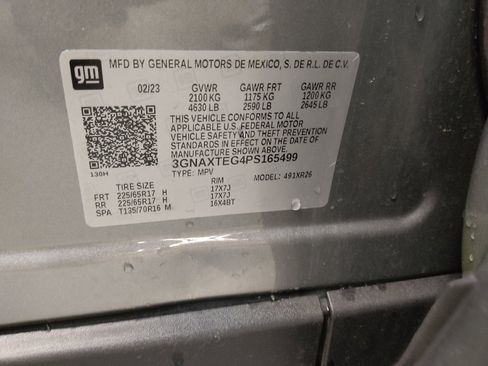 gm
MFD BY GENERAL MOTORS DE MEXICO, S. DE R.L. DE C.V.
02/23 GVWR GAWR FRT GAWR RR
2100 KG 1175 KG 1200 KG
4630 LB 2590 LB 2645 LB
THIS VEHICLE CONFORMS TO ALL
APPLICABLE U.S. FEDERAL MOTOR
VEHICLE SAFETY, BUMPER, AND THEFT
PREVENTION STANDARDS IN EFFECT ON
THE DATE OF MANUFACTURE SHOWN ABOVE.
130H
3GNAXTEG4PS165499
TYPE: MPV MODEL: 491XR26
TIRE SIZE RIM
FRT 225/65R17 H 17X7J
RR 225/65R17 H 17X7J
SPA T135/70R16 M 16X4BT